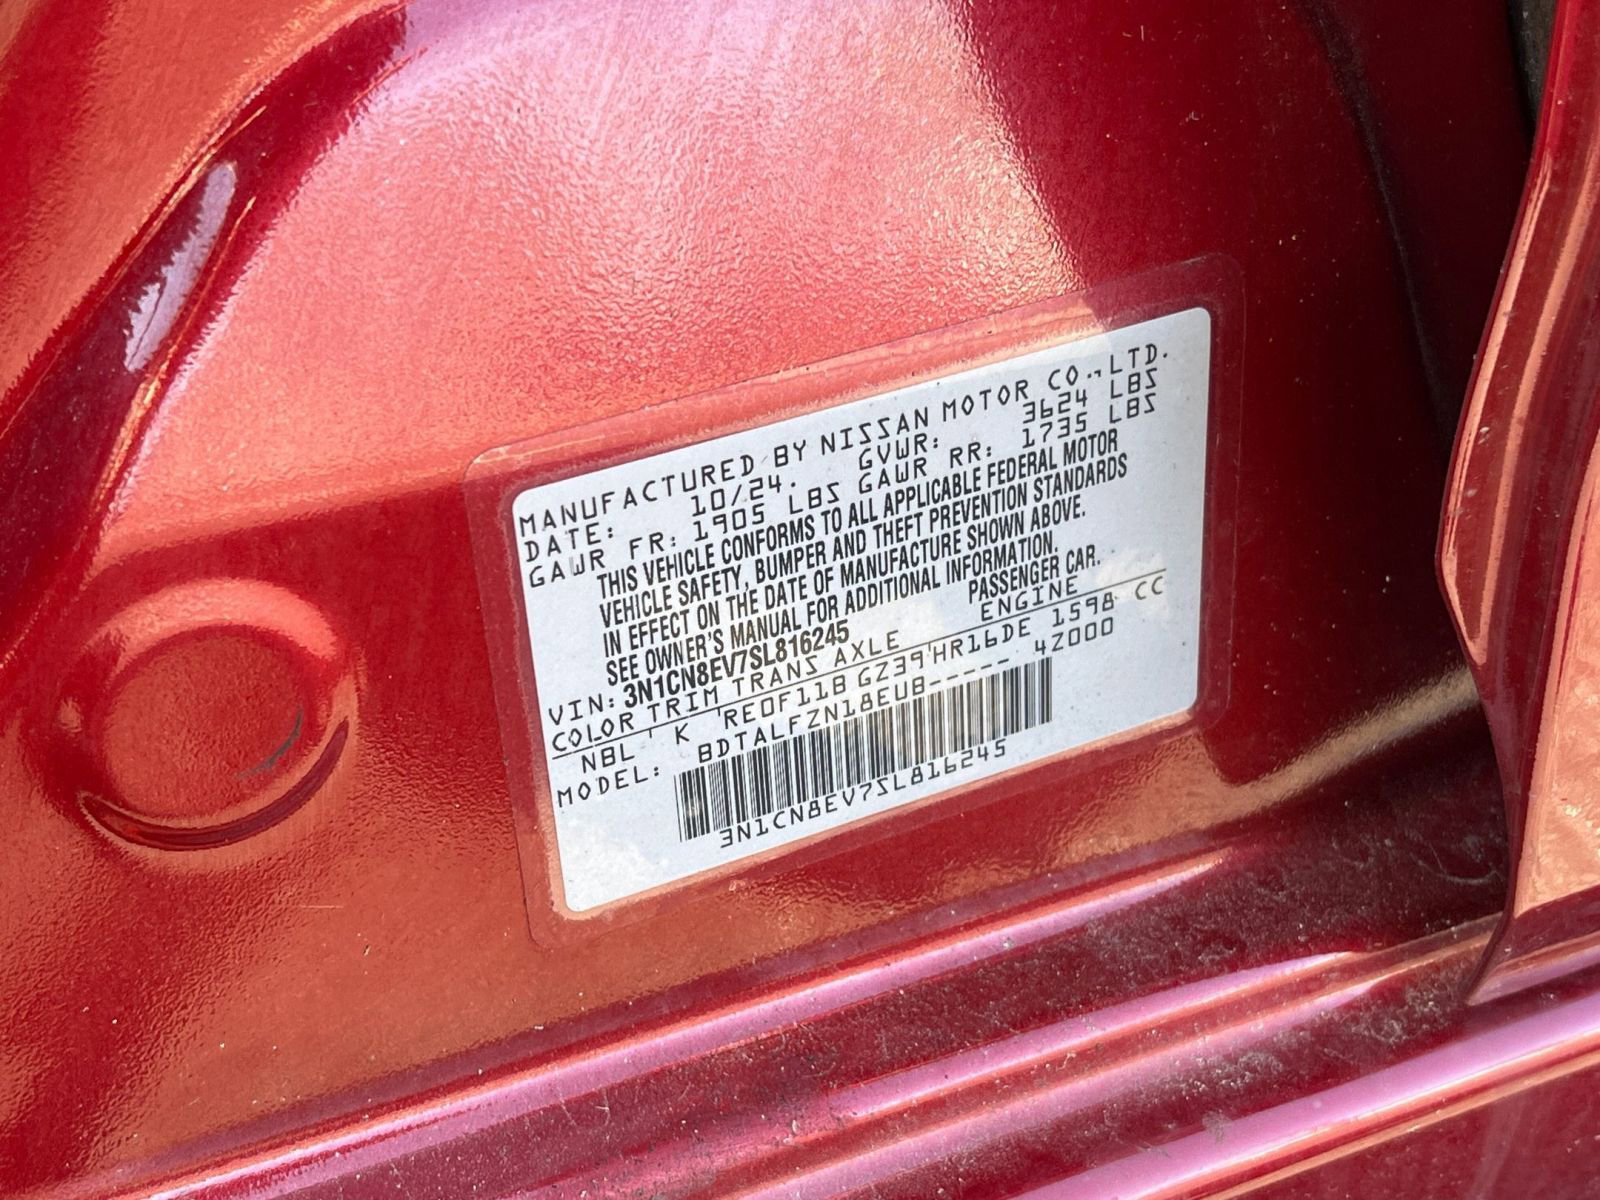 MANUFACTURED BY NISSAN MOTOR CO.,LTD.
DATE: 10/24. GVWR: 3624 LBS
GAWR FR: 1905 LBS GAWR RR: 1735 LBS
THIS VEHICLE CONFORMS TO ALL APPLICABLE FEDERAL MOTOR
VEHICLE SAFETY, BUMPER AND THEFT PREVENTION STANDARDS
IN EFFECT ON THE DATE OF MANUFACTURE SHOWN ABOVE.
SEE OWNER'S MANUAL FOR ADDITIONAL INFORMATION.
VIN: 3N1CN8EV7SL816245 PASSENGER CAR.
COLOR TRIM TRANS AXLE ENGINE
NBL K RE0F11B GZ39 HR16DE 1598 CC
MODEL: BDTALFZN18EUB----- 4Z000
3N1CN8EV7SL816245